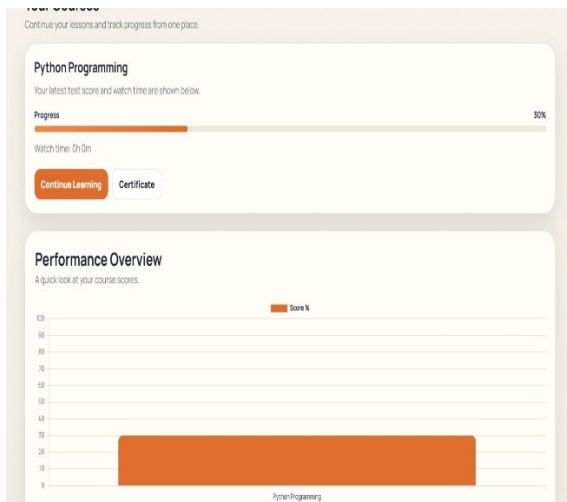 Your Courses
Continue your lessons and track progress from one place.
Python Programming
Your latest test score and watch time are shown below.
Progress 30%
Watch time: 0h 0m
Continue Learning Certificate
Performance Overview
A quick look at your course scores.
Score %
100
90
80
70
60
50
40
30
20
10
0
Python Programming